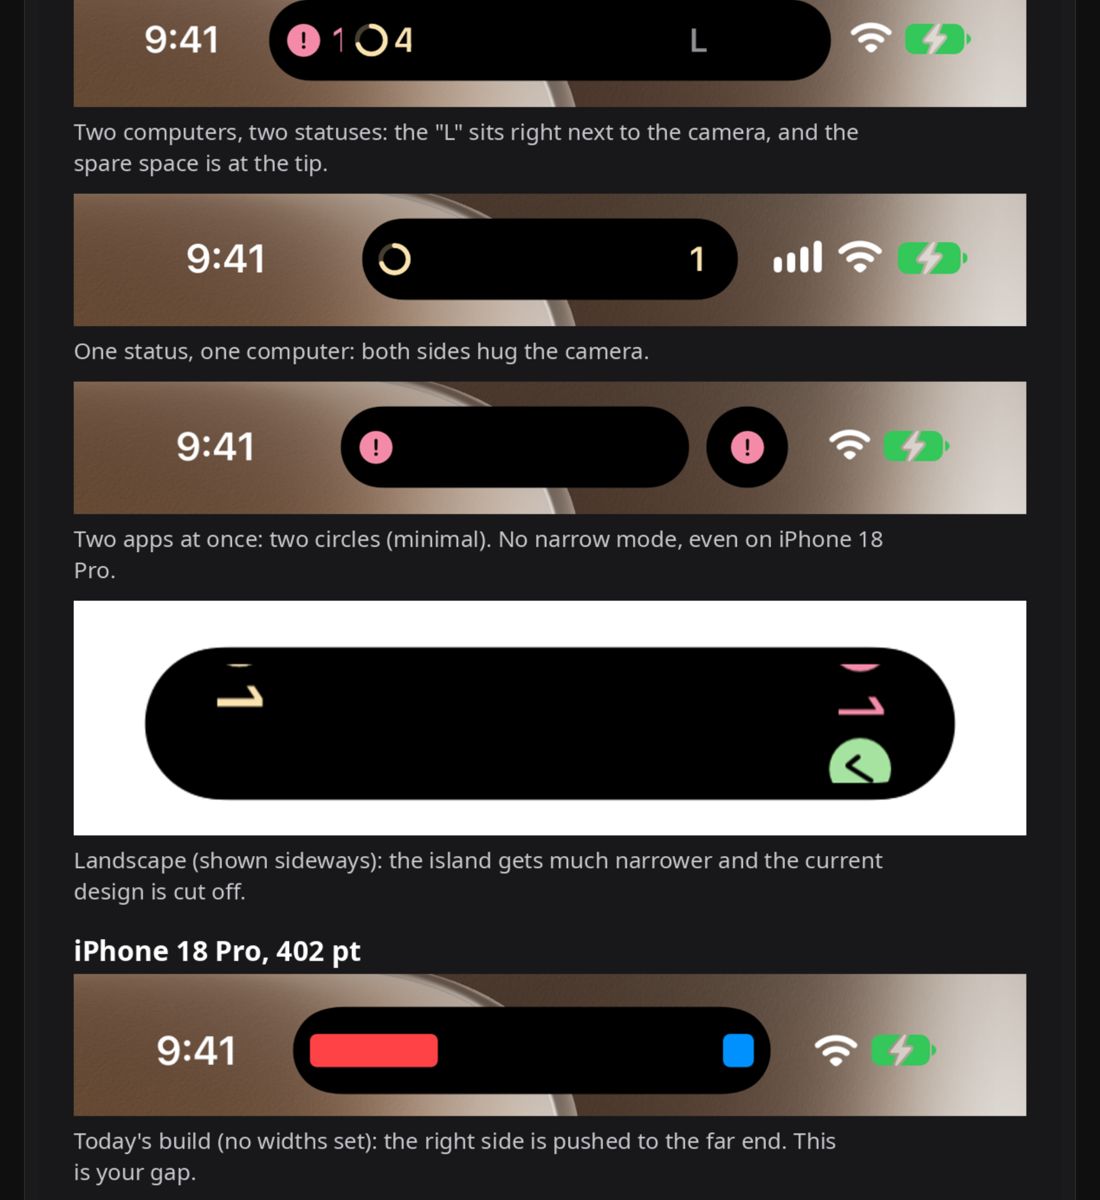 9:41 ! 1 4 L
Two computers, two statuses: the "L" sits right next to the camera, and the
spare space is at the tip.
9:41 1
One status, one computer: both sides hug the camera.
9:41 ! !
Two apps at once: two circles (minimal). No narrow mode, even on iPhone 18
Pro.
1 1
Landscape (shown sideways): the island gets much narrower and the current
design is cut off.
iPhone 18 Pro, 402 pt
9:41
Today's build (no widths set): the right side is pushed to the far end. This
is your gap.